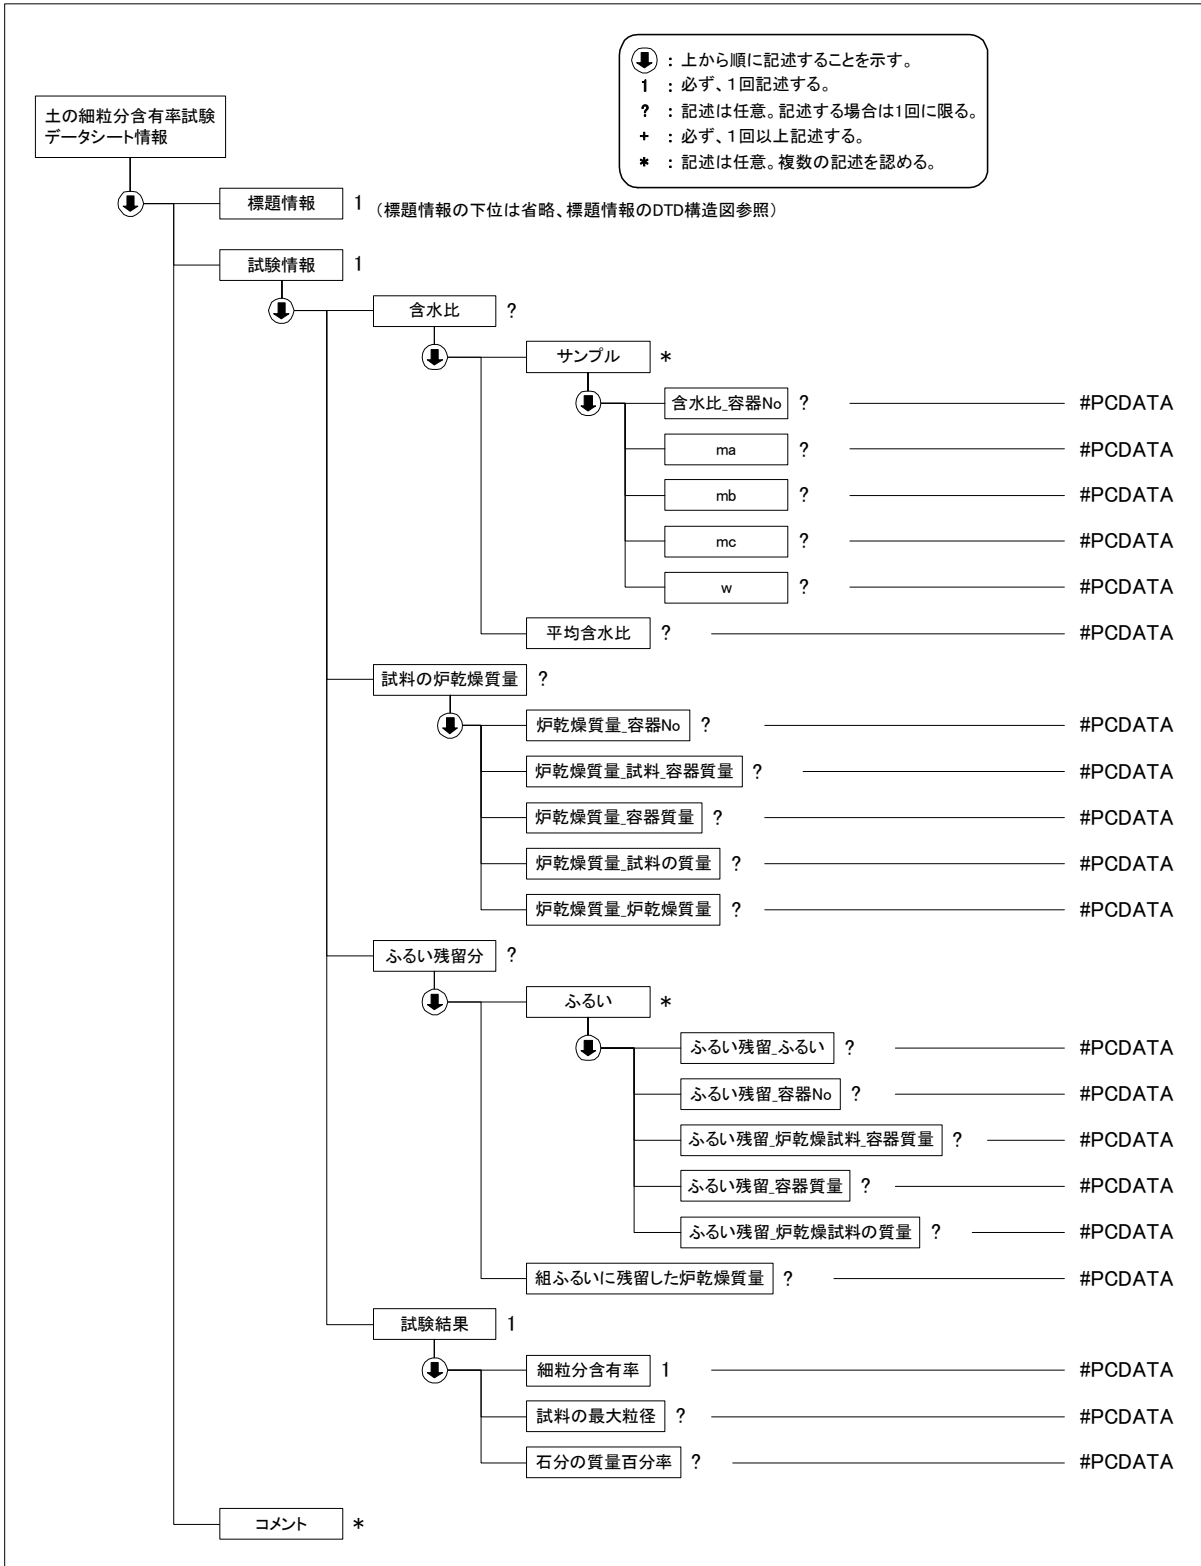 ：上から順に記述することを示す。
1：必ず、1回記述する。
?：記述は任意。記述する場合は1回に限る。
+：必ず、1回以上記述する。
*：記述は任意。複数の記述を認める。
土の細粒分含有率試験
データシート情報
標題情報 1 （標題情報の下位は省略、標題情報のDTD構造図参照）
試験情報 1
含水比 ?
サンプル *
含水比_容器No ? #PCDATA
ma ? #PCDATA
mb ? #PCDATA
mc ? #PCDATA
w ? #PCDATA
平均含水比 ? #PCDATA
試料の炉乾燥質量 ?
炉乾燥質量_容器No ? #PCDATA
炉乾燥質量_試料_容器質量 ? #PCDATA
炉乾燥質量_容器質量 ? #PCDATA
炉乾燥質量_試料の質量 ? #PCDATA
炉乾燥質量_炉乾燥質量 ? #PCDATA
ふるい残留分 ?
ふるい *
ふるい残留_ふるい ? #PCDATA
ふるい残留_容器No ? #PCDATA
ふるい残留_炉乾燥試料_容器質量 ? #PCDATA
ふるい残留_容器質量 ? #PCDATA
ふるい残留_炉乾燥試料の質量 ? #PCDATA
組ふるいに残留した炉乾燥質量 ? #PCDATA
試験結果 1
細粒分含有率 1 #PCDATA
試料の最大粒径 ? #PCDATA
石分の質量百分率 ? #PCDATA
コメント *